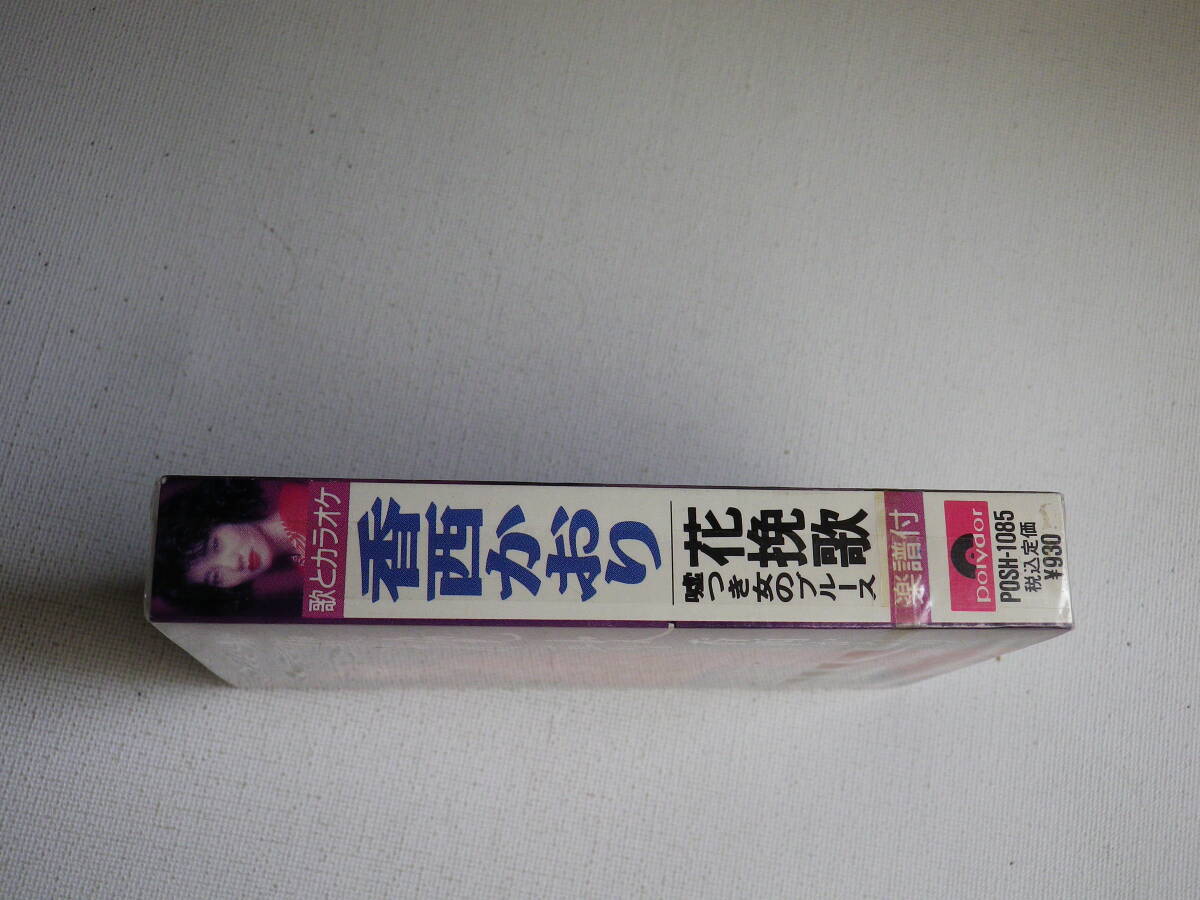 歌とカラオケ
香西かおり
花挽歌
嘘つき女のブルース
楽譜付
polydor
POSH-1085
税込定価
¥930